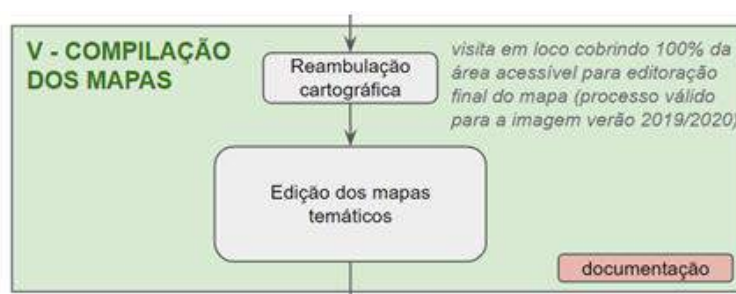 V - COMPILAÇÃO
DOS MAPAS
Reambulação
cartográfica
visita em loco cobrindo 100% da
área acessível para editoração
final do mapa (processo válido
para a imagem verão 2019/2020)
Edição dos mapas
temáticos
documentação